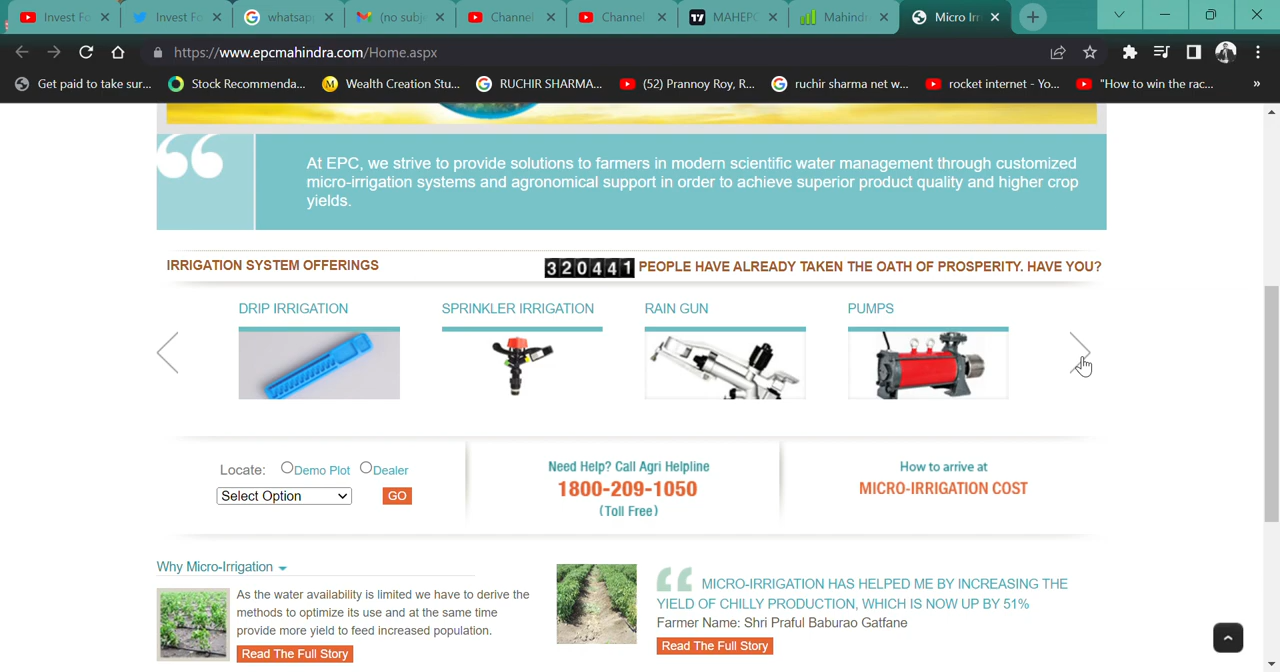 Invest Fo
Invest Fo
whatsap
(no subj
Channel
Channel
MAHEPC
Mahind
Micro Irr
https://www.epcmahindra.com/Home.aspx
Get paid to take sur...
Stock Recommenda...
Wealth Creation Stu...
RUCHIR SHARMA...
(52) Prannoy Roy, R...
ruchir sharma net w...
rocket internet - Yo...
"How to win the rac...
»
At EPC, we strive to provide solutions to farmers in modern scientific water management through customized
micro-irrigation systems and agronomical support in order to achieve superior product quality and higher crop
yields.
IRRIGATION SYSTEM OFFERINGS
320441 PEOPLE HAVE ALREADY TAKEN THE OATH OF PROSPERITY. HAVE YOU?
DRIP IRRIGATION
SPRINKLER IRRIGATION
RAIN GUN
PUMPS
Locate: Demo Plot Dealer
Select Option GO
Need Help? Call Agri Helpline
1800-209-1050
(Toll Free)
How to arrive at
MICRO-IRRIGATION COST
Why Micro-Irrigation
As the water availability is limited we have to derive the
methods to optimize its use and at the same time
provide more yield to feed increased population.
Read The Full Story
MICRO-IRRIGATION HAS HELPED ME BY INCREASING THE
YIELD OF CHILLY PRODUCTION, WHICH IS NOW UP BY 51%
Farmer Name: Shri Praful Baburao Gatfane
Read The Full Story